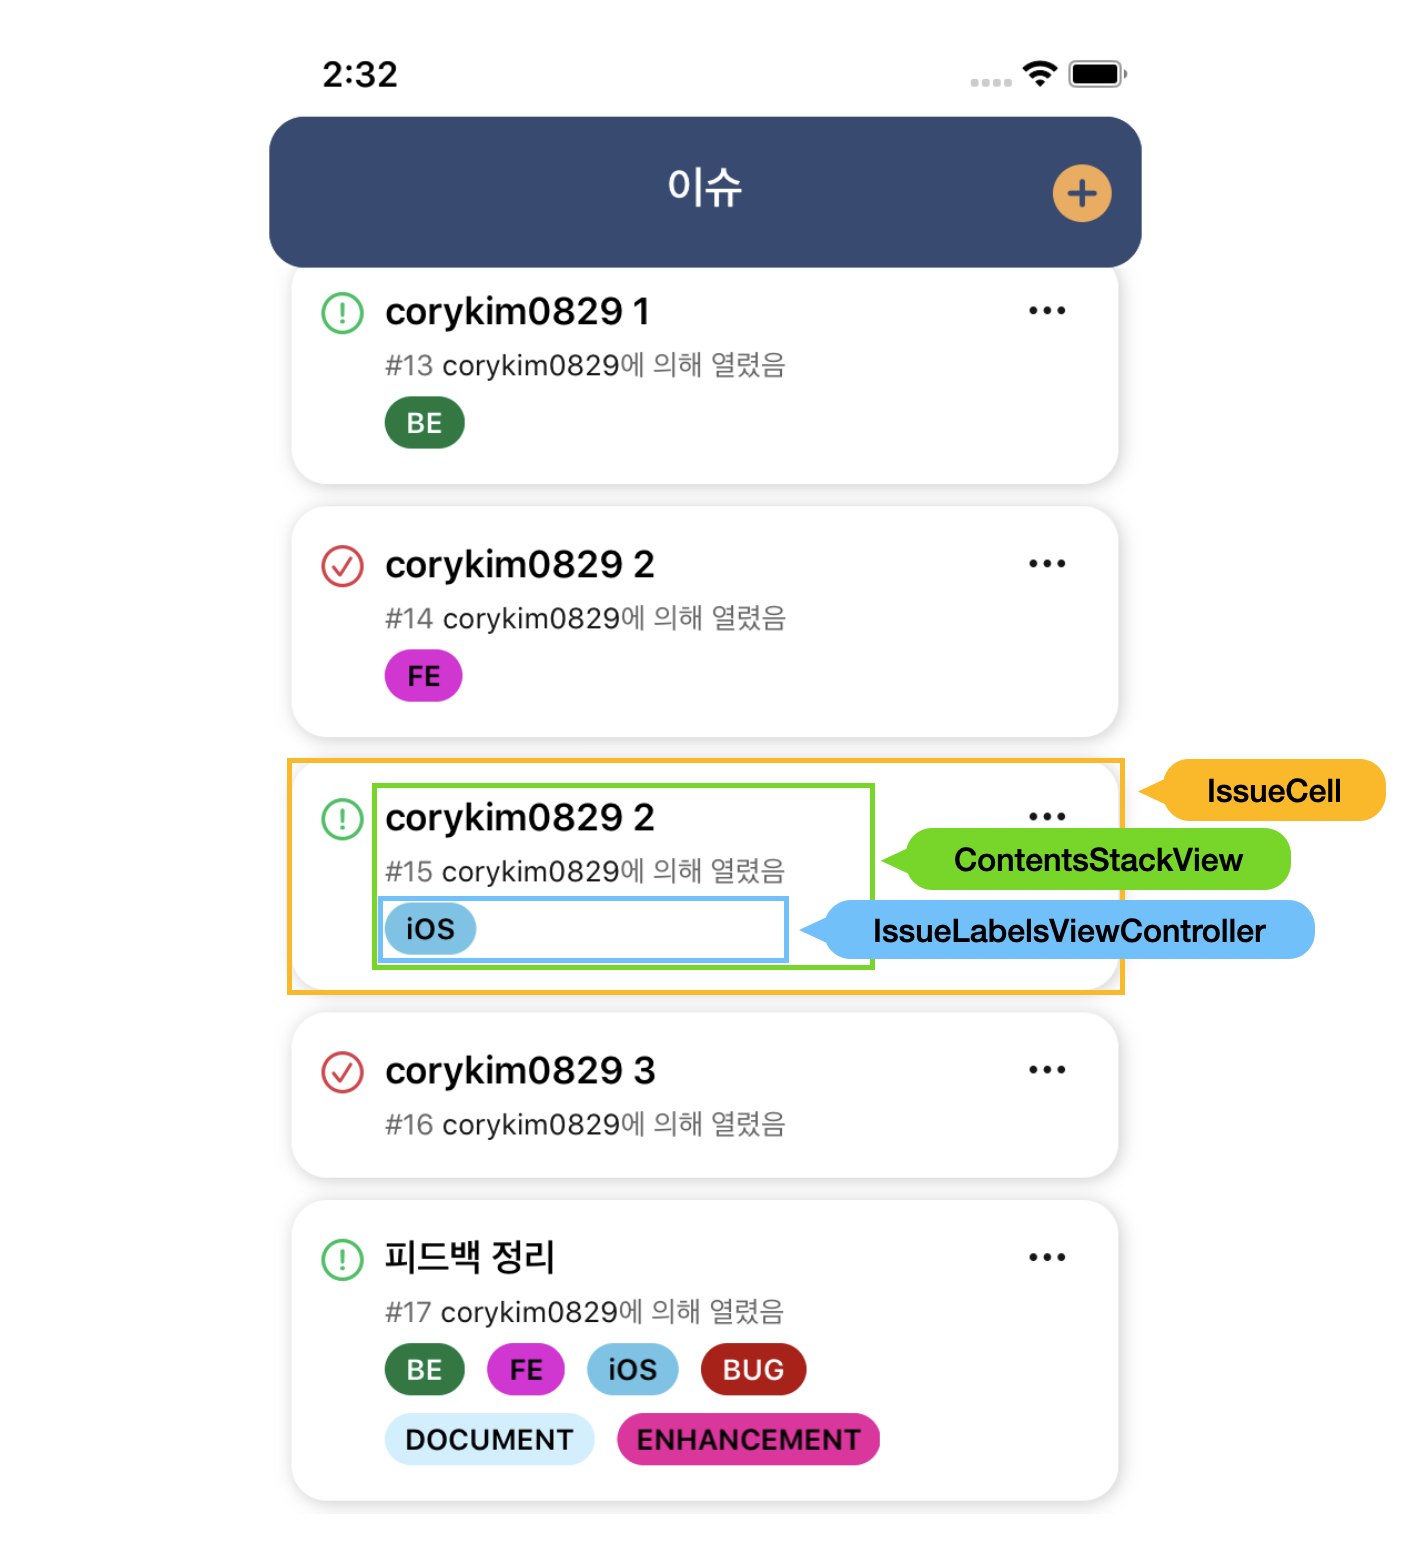 2:32
이슈
corykim0829 1
#13 corykim0829에 의해 열렸음
BE
corykim0829 2
#14 corykim0829에 의해 열렸음
FE
IssueCell
corykim0829 2
ContentsStackView
#15 corykim0829에 의해 열렸음
iOS
IssueLabelsViewController
corykim0829 3
#16 corykim0829에 의해 열렸음
피드백 정리
#17 corykim0829에 의해 열렸음
BE FE iOS BUG
DOCUMENT ENHANCEMENT